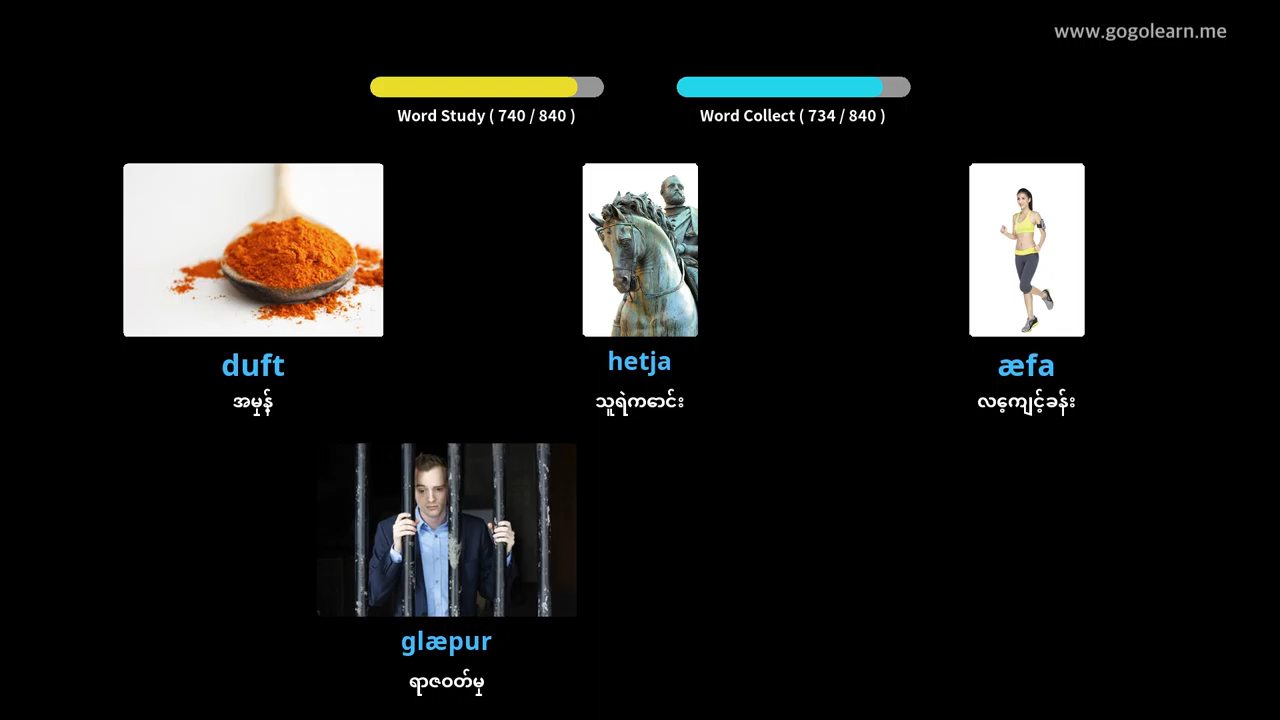 www.gogolearn.me
Word Study ( 740 / 840 )
Word Collect ( 734 / 840 )
duft
အမှုန့်
hetja
သူရဲကောင်း
æfa
လေ့ကျင့်ခန်း
glæpur
ရာဇဝတ်မှု